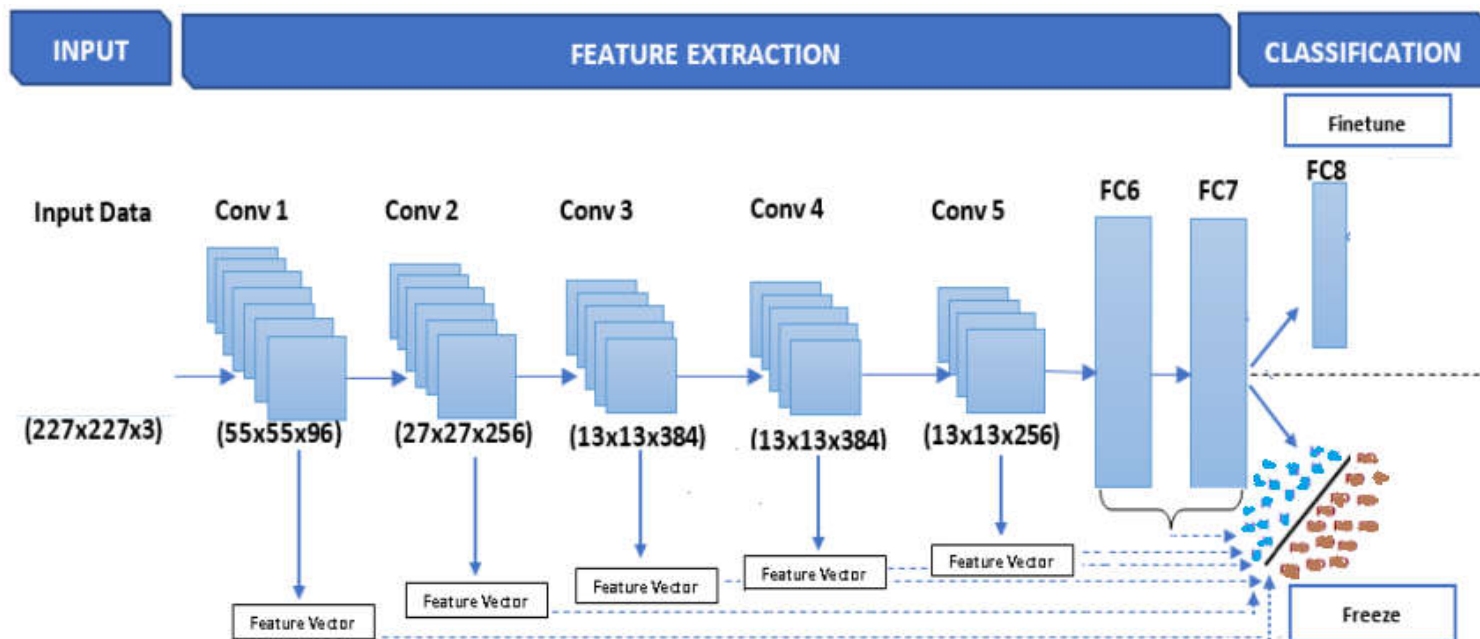 INPUT
FEATURE EXTRACTION
CLASSIFICATION
Finetune
Input Data
Conv 1
Conv 2
Conv 3
Conv 4
Conv 5
FC6
FC7
FC8
(227x227x3)
(55x55x96)
(27x27x256)
(13x13x384)
(13x13x384)
(13x13x256)
Feature Vector
Feature Vector
Feature Vector
Feature Vector
Feature Vector
Freeze